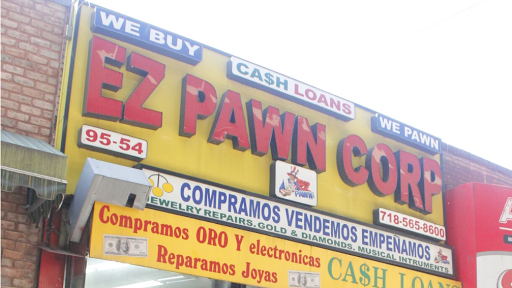 WE BUY
CA$H LOANS
WE PAWN
EZ PAWN CORP
95-54
718-565-8600
COMPRAMOS VENDEMOS EMPEÑAMOS
JEWELRY REPAIRS. GOLD & DIAMONDS. MUSICAL INTRUMENTS
Compramos ORO Y electronicas
Reparamos Joyas
CA$H LOANS